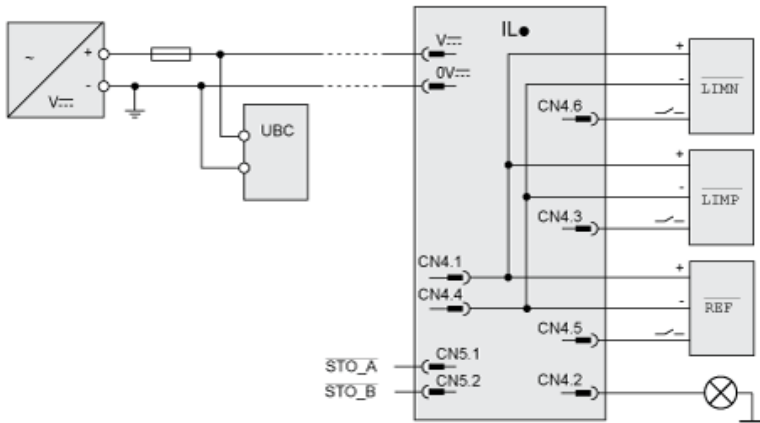 IL●
~
+
-
V⎓
UBC
V⎓
0V⎓
CN4.6
+
-
LIMN
CN4.3
+
-
LIMP
CN4.1
CN4.4
CN4.5
+
-
REF
STO_A
CN5.1
STO_B
CN5.2
CN4.2